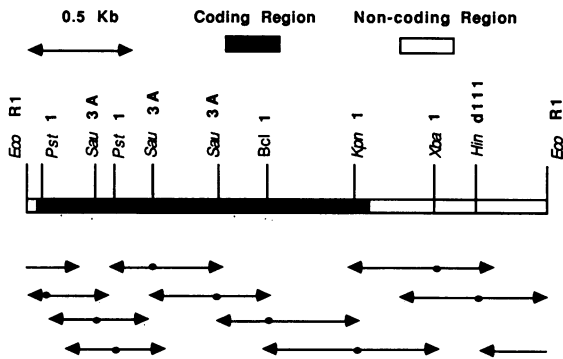 0.5 Kb
Coding Region
Non-coding Region
Eco R1
Pst 1
Sau 3A
Pst 1
Sau 3A
Sau 3A
Bcl 1
Kpn 1
Xba 1
Hin d111
Eco R1